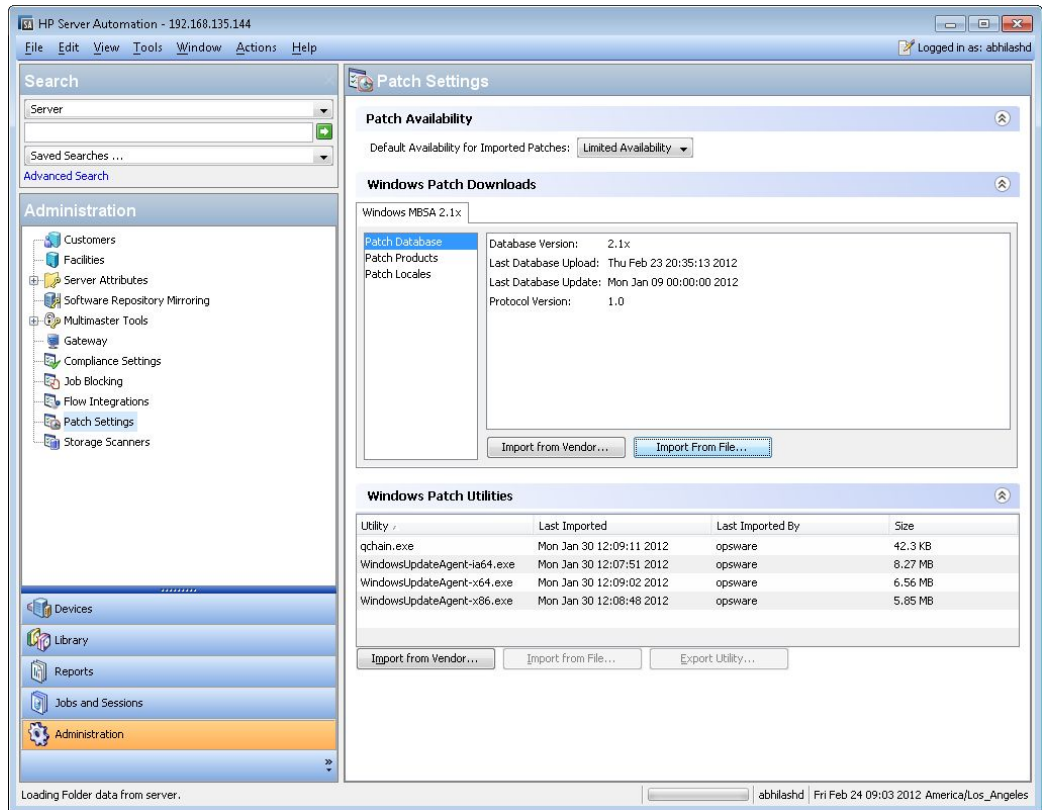 HP Server Automation - 192.168.135.144
File Edit View Tools Window Actions Help
Logged in as: abhilashd
Search
Server
Saved Searches ...
Advanced Search
Administration
Customers
Facilities
Server Attributes
Software Repository Mirroring
Multimaster Tools
Gateway
Compliance Settings
Job Blocking
Flow Integrations
Patch Settings
Storage Scanners
Devices
Library
Reports
Jobs and Sessions
Administration
Patch Settings
Patch Availability
Default Availability for Imported Patches: Limited Availability
Windows Patch Downloads
Windows MBSA 2.1x
Patch Database
Patch Products
Patch Locales
Database Version: 2.1x
Last Database Upload: Thu Feb 23 20:35:13 2012
Last Database Update: Mon Jan 09 00:00:00 2012
Protocol Version: 1.0
Import from Vendor... Import From File...
Windows Patch Utilities
Utility Last Imported Last Imported By Size
qchain.exe Mon Jan 30 12:09:11 2012 opsware 42.3 KB
WindowsUpdateAgent-ia64.exe Mon Jan 30 12:07:51 2012 opsware 8.27 MB
WindowsUpdateAgent-x64.exe Mon Jan 30 12:09:02 2012 opsware 6.56 MB
WindowsUpdateAgent-x86.exe Mon Jan 30 12:08:48 2012 opsware 5.85 MB
Import from Vendor... Import from File... Export Utility...
Loading Folder data from server.
abhilashd Fri Feb 24 09:03 2012 America/Los_Angeles